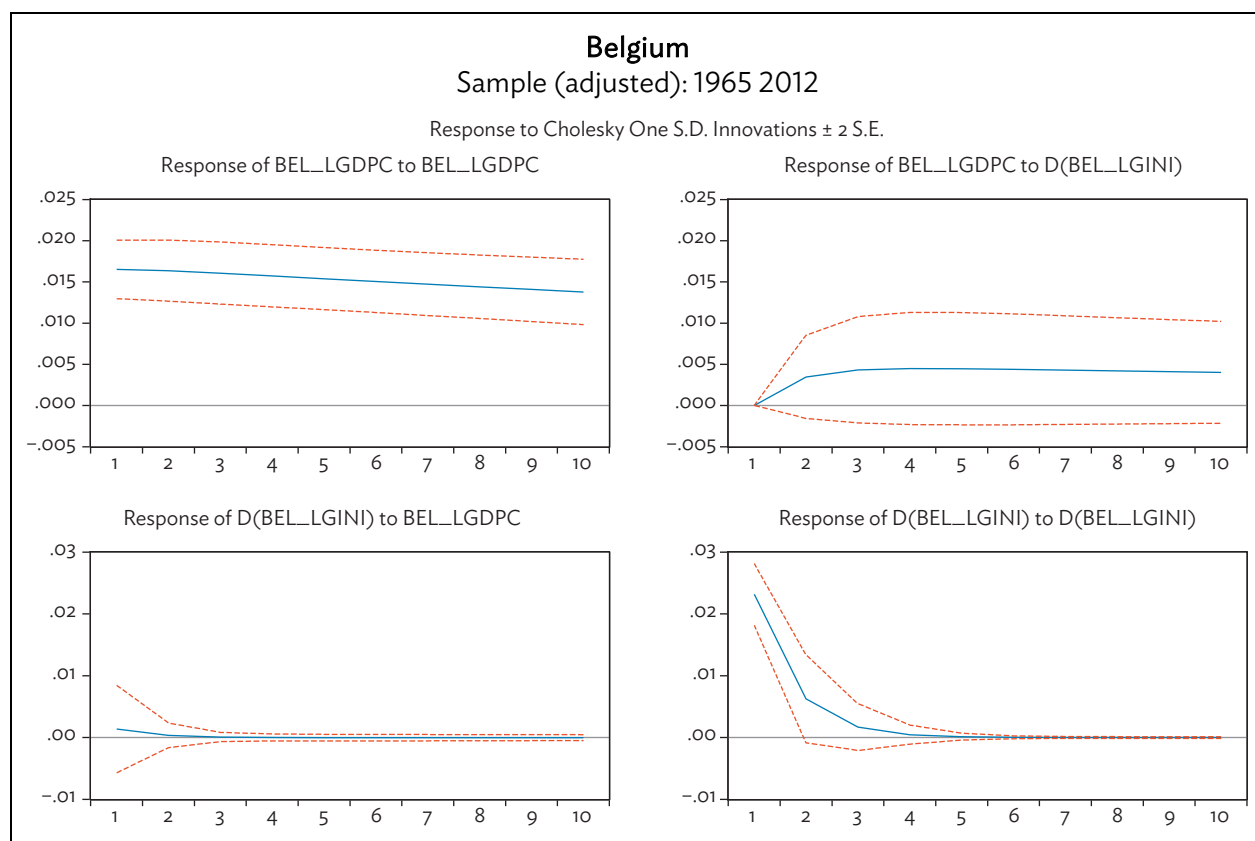 Belgium
Sample (adjusted): 1965 2012
Response to Cholesky One S.D. Innovations ± 2 S.E.
Response of BEL_LGDPC to BEL_LGDPC
.025
.020
.015
.010
.005
.000
−.005
1 2 3 4 5 6 7 8 9 10
Response of BEL_LGDPC to D(BEL_LGINI)
.025
.020
.015
.010
.005
.000
−.005
1 2 3 4 5 6 7 8 9 10
Response of D(BEL_LGINI) to BEL_LGDPC
.03
.02
.01
.00
−.01
1 2 3 4 5 6 7 8 9 10
Response of D(BEL_LGINI) to D(BEL_LGINI)
.03
.02
.01
.00
−.01
1 2 3 4 5 6 7 8 9 10